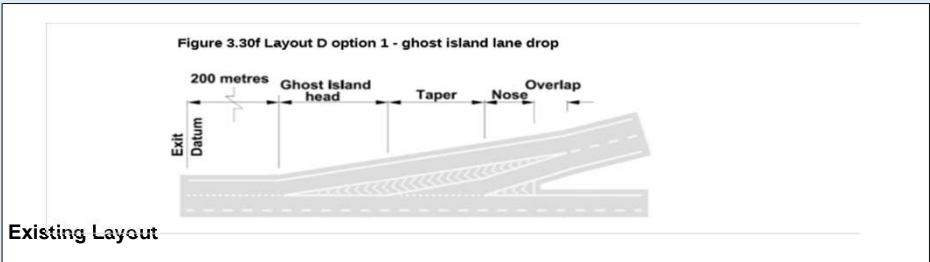 Figure 3.30f Layout D option 1 - ghost island lane drop
200 metres
Ghost Island
head
Taper
Nose
Overlap
Exit
Datum
Existing Layout